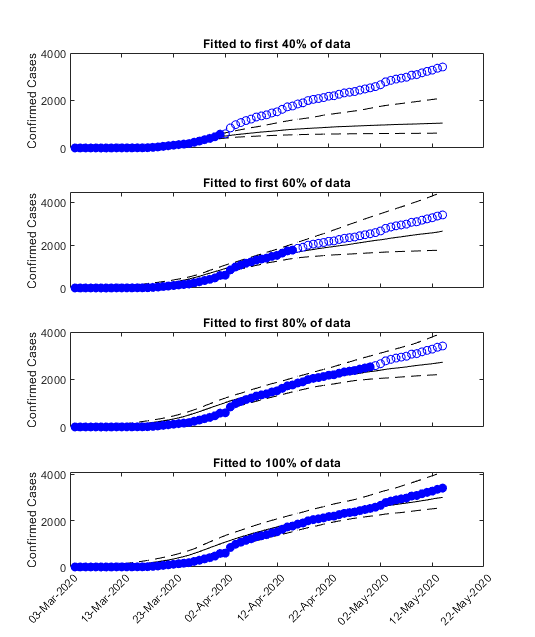 Fitted to first 40% of data
Confirmed Cases
4000
2000
0
Fitted to first 60% of data
Confirmed Cases
4000
2000
0
Fitted to first 80% of data
Confirmed Cases
4000
2000
0
Fitted to 100% of data
Confirmed Cases
4000
2000
0
03-Mar-2020
13-Mar-2020
23-Mar-2020
02-Apr-2020
12-Apr-2020
22-Apr-2020
02-May-2020
12-May-2020
22-May-2020